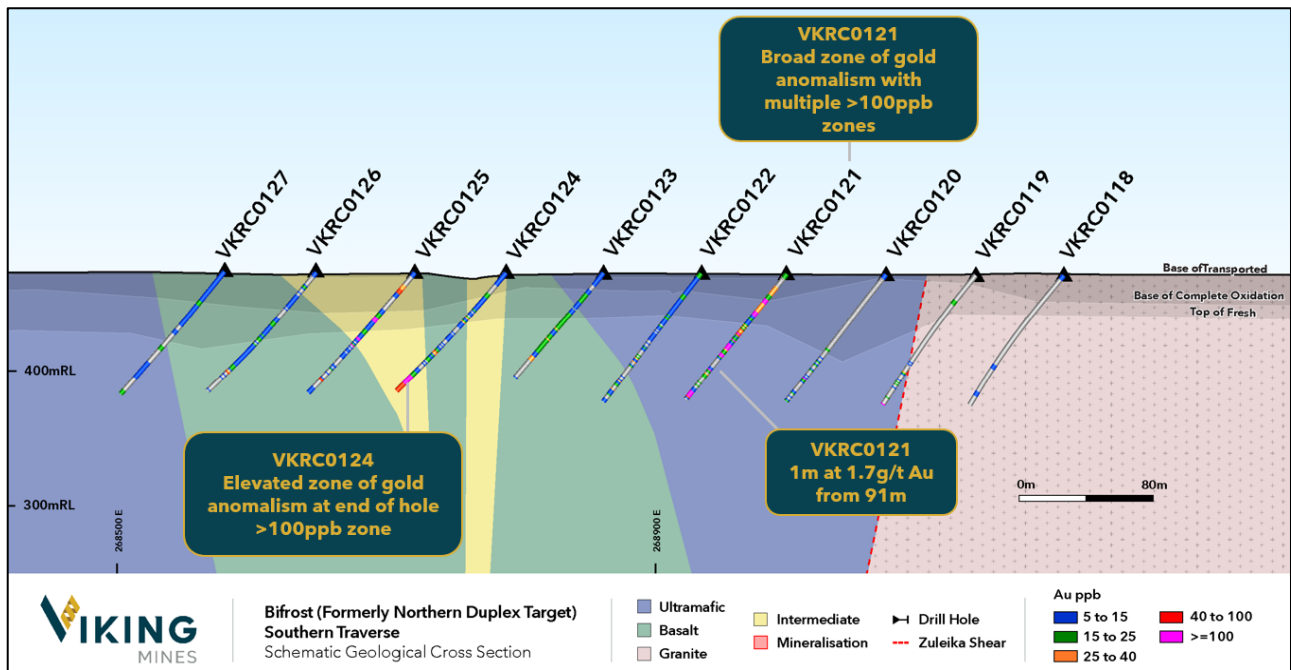 VKRC0121
Broad zone of gold
anomalism with
multiple >100ppb
zones
VKRC0127
VKRC0126
VKRC0125
VKRC0124
VKRC0123
VKRC0122
VKRC0121
VKRC0120
VKRC0119
VKRC0118
Base of Transported
Base of Complete Oxidation
Top of Fresh
400mRL
300mRL
VKRC0124
Elevated zone of gold
anomalism at end of hole
>100ppb zone
VKRC0121
1m at 1.7g/t Au
from 91m
0m 80m
268500 E
268900 E
VIKING
MINES
Bifrost (Formerly Northern Duplex Target)
Southern Traverse
Schematic Geological Cross Section
Ultramafic
Basalt
Granite
Intermediate
Mineralisation
Drill Hole
Zuleika Shear
Au ppb
5 to 15
15 to 25
25 to 40
40 to 100
>=100